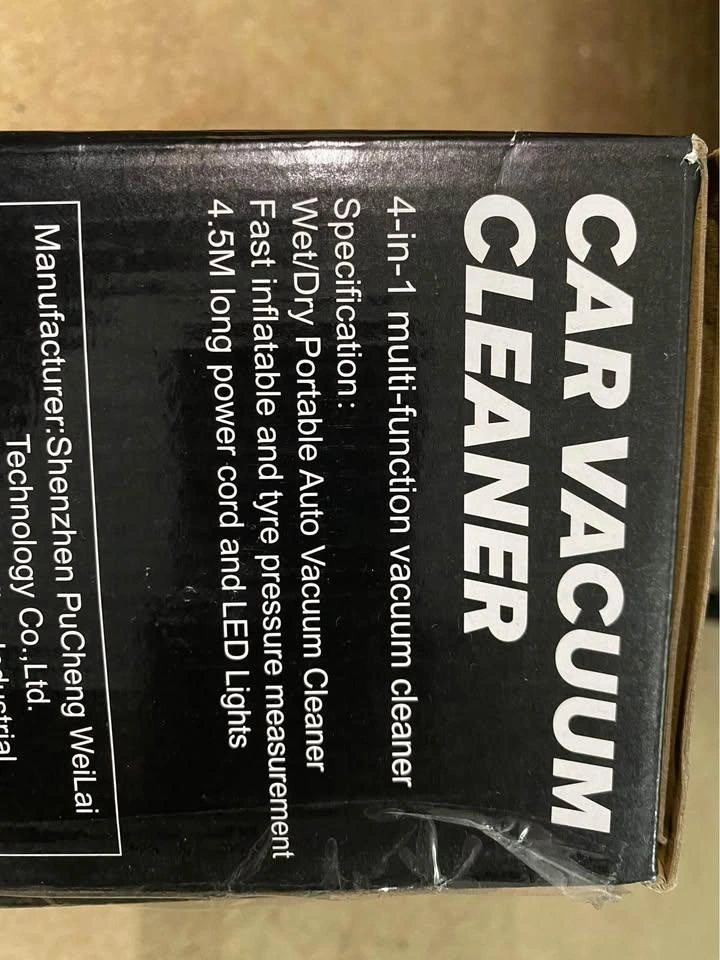 CAR VACUUM
CLEANER
4-in-1 multi-function vacuum cleaner
Specification:
Wet/Dry Portable Auto Vacuum Cleaner
Fast inflatable and tyre pressure measurement
4.5M long power cord and LED Lights
Manufacturer:Shenzhen PuCheng WeiLai
Technology Co.,Ltd.